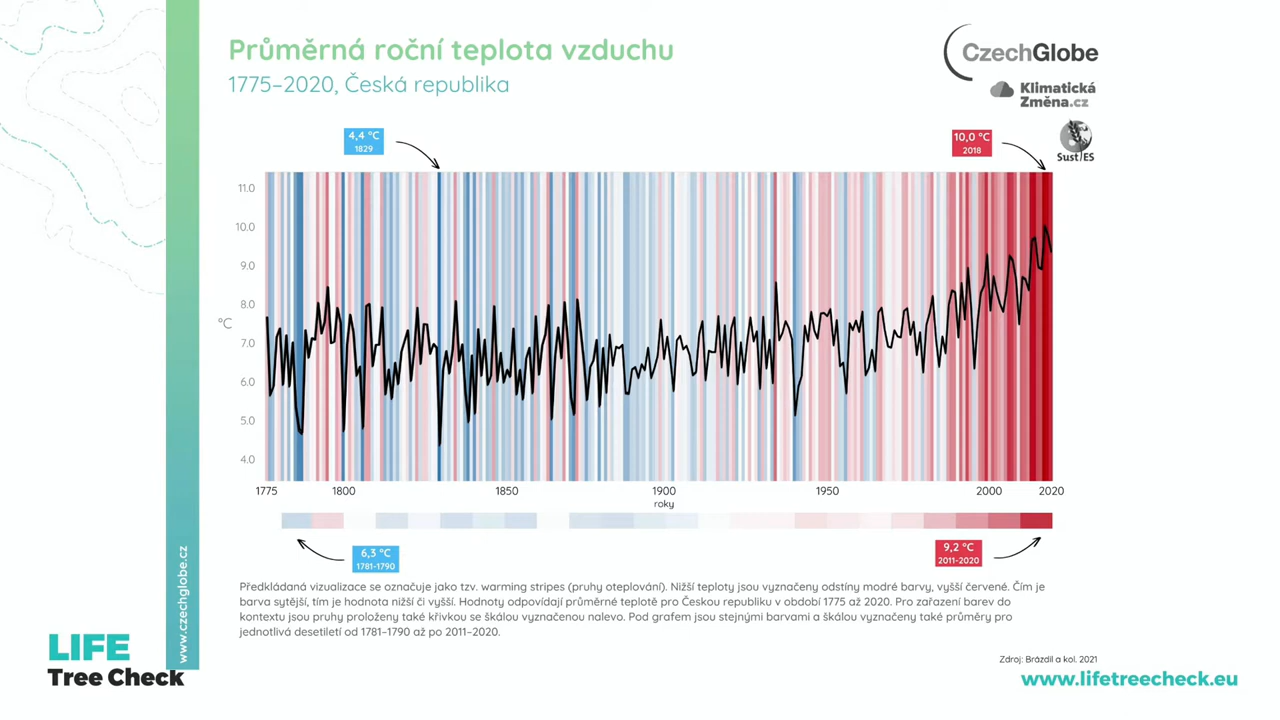 Průměrná roční teplota vzduchu
1775–2020, Česká republika
CzechGlobe
Klimatická
Změna.cz
SustES
4,4 °C
1829
10,0 °C
2018
11.0
10.0
9.0
8.0
°C
7.0
6.0
5.0
4.0
1775
1800
1850
1900
1950
2000
2020
roky
6,3 °C
1781-1790
9,2 °C
2011-2020
Předkládaná vizualizace se označuje jako tzv. warming stripes (pruhy oteplování). Nižší teploty jsou vyznačeny odstíny modré barvy, vyšší červené. Čím je
barva sytější, tím je hodnota nižší či vyšší. Hodnoty odpovídají průměrné teplotě pro Českou republiku v období 1775 až 2020. Pro zařazení barev do
kontextu jsou pruhy proloženy také křivkou se škálou vyznačenou nalevo. Pod grafem jsou stejnými barvami a škálou vyznačeny také průměry pro
jednotlivá desetiletí od 1781–1790 až po 2011–2020.
www.czechglobe.cz
LIFE
Tree Check
Zdroj: Brázdil a kol. 2021
www.lifetreecheck.eu